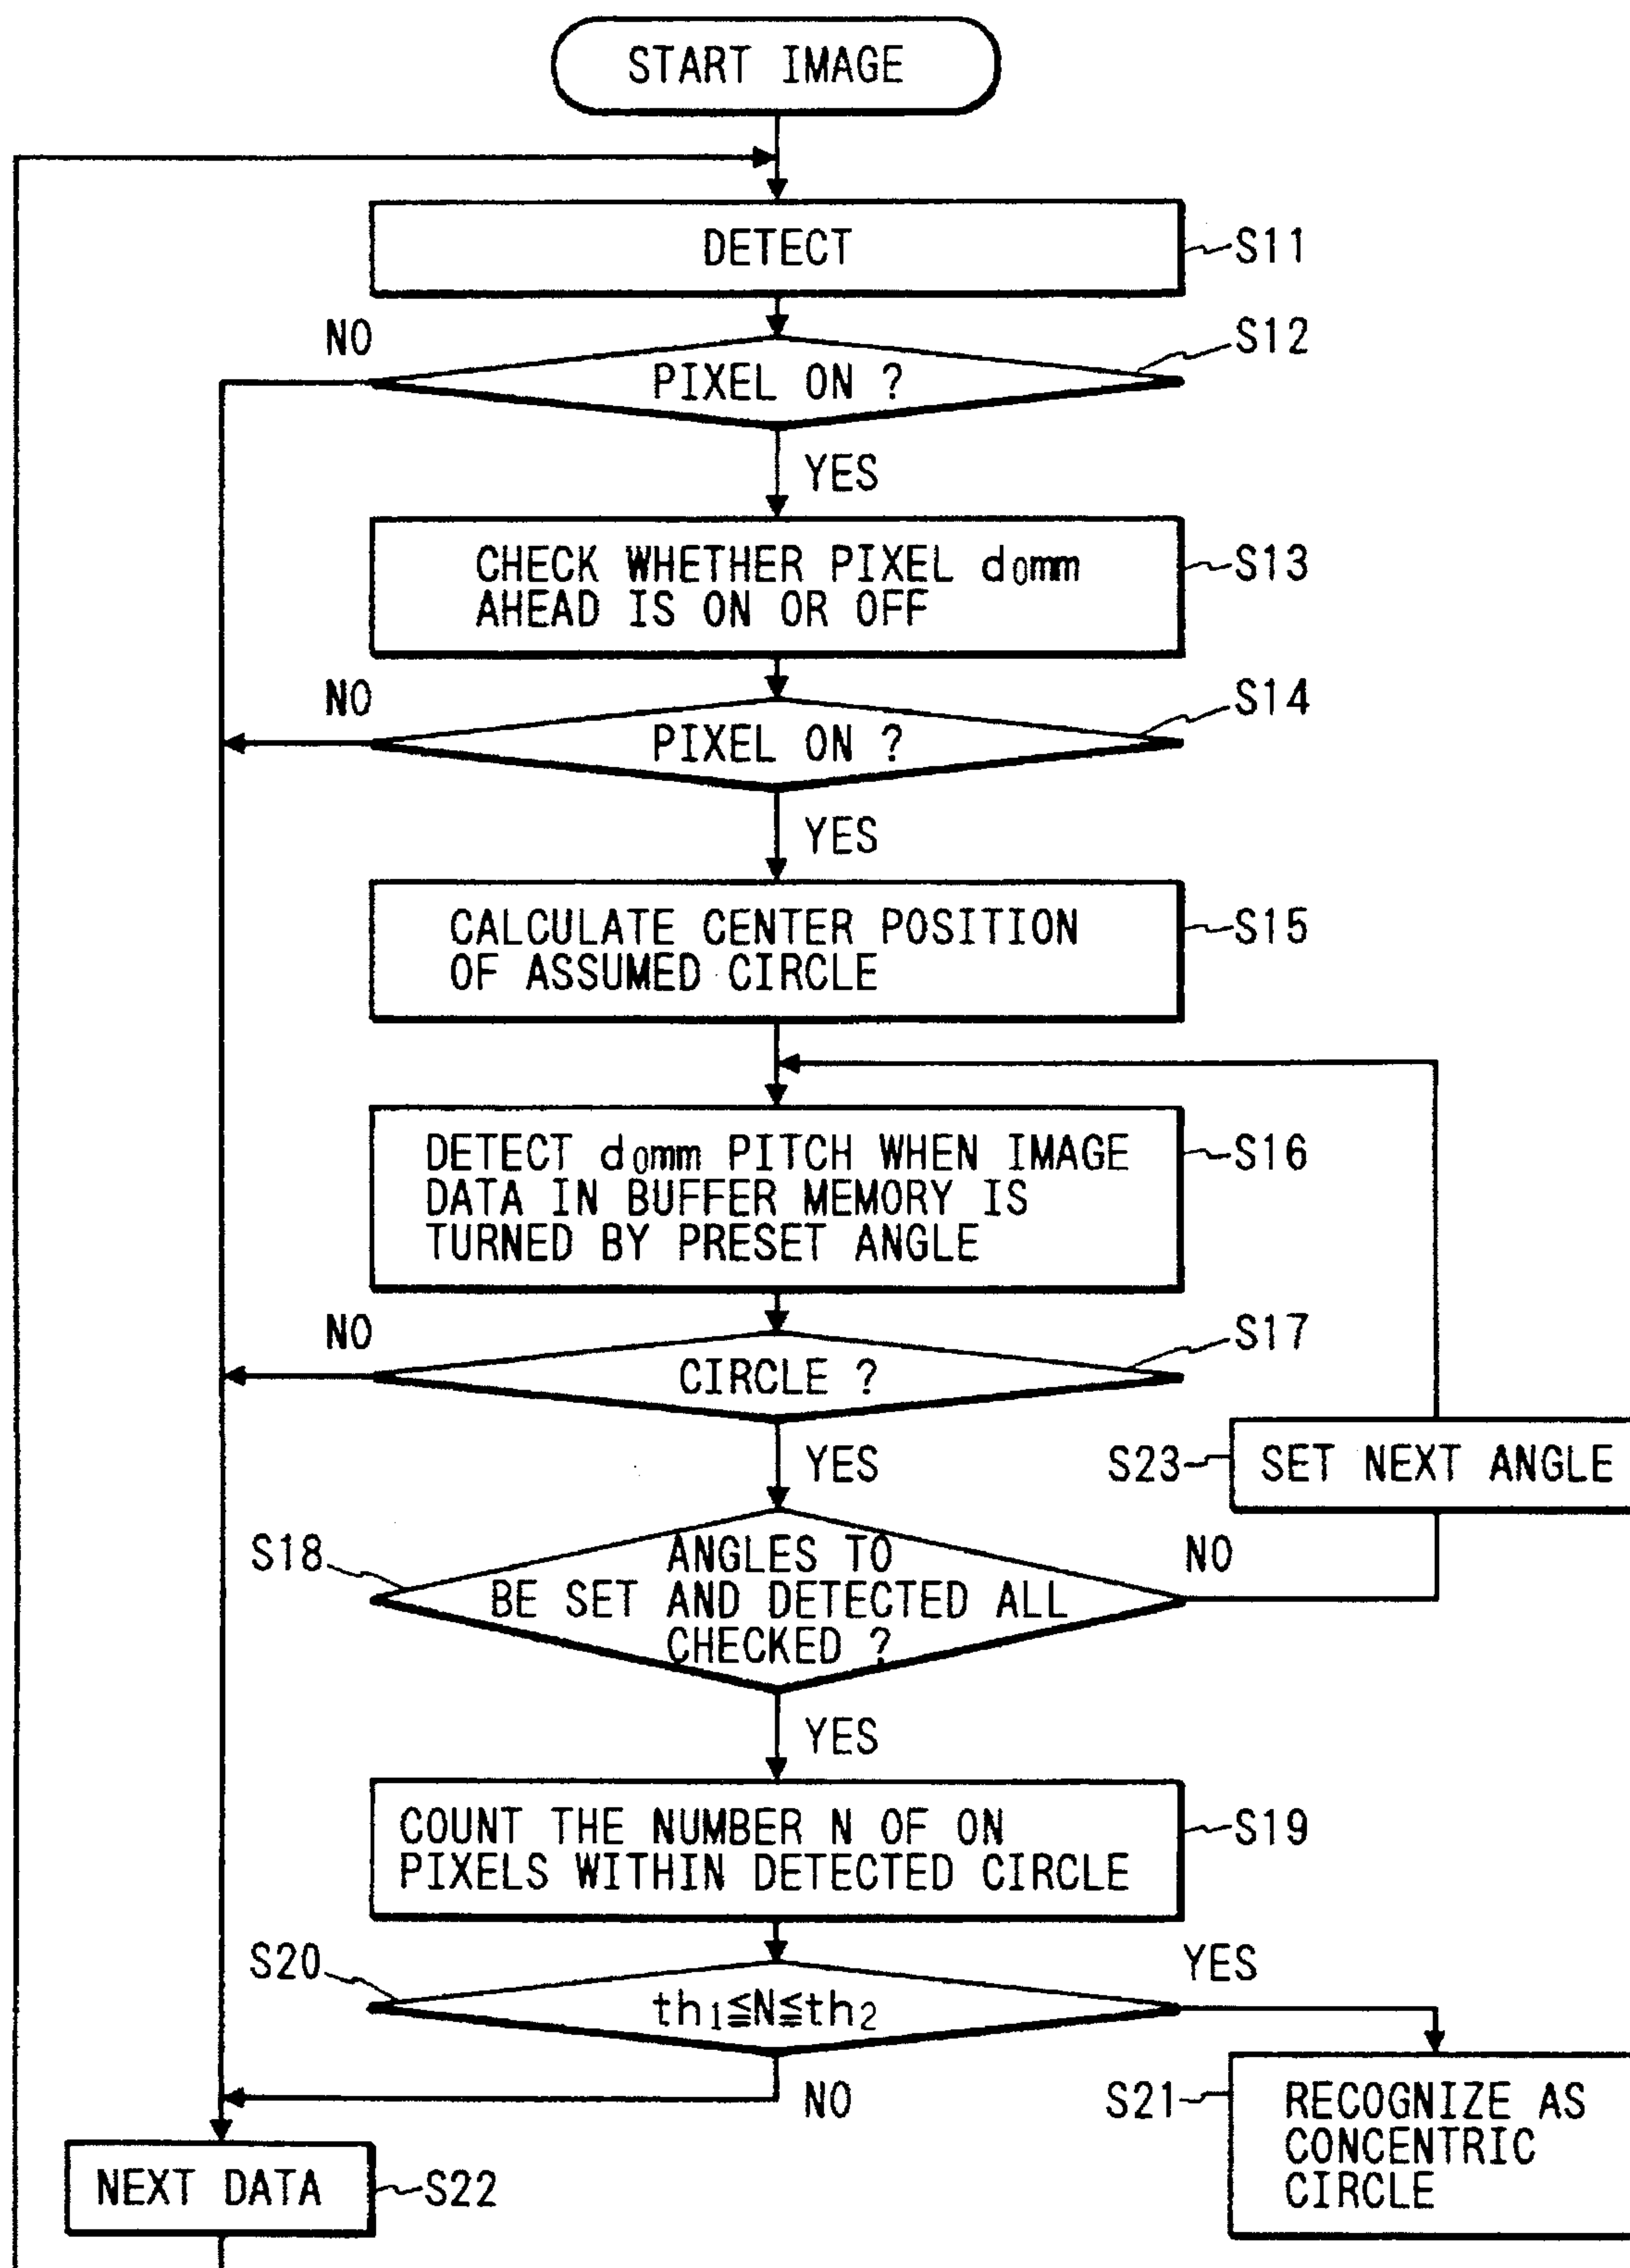 START IMAGE
DETECT
S11
NO
S12
PIXEL ON ?
YES
CHECK WHETHER PIXEL d₀mm
AHEAD IS ON OR OFF
S13
NO
S14
PIXEL ON ?
YES
CALCULATE CENTER POSITION
OF ASSUMED CIRCLE
S15
DETECT d₀mm PITCH WHEN IMAGE
DATA IN BUFFER MEMORY IS
TURNED BY PRESET ANGLE
S16
NO
S17
CIRCLE ?
YES
S23
SET NEXT ANGLE
S18
ANGLES TO
BE SET AND DETECTED ALL
CHECKED ?
NO
YES
COUNT THE NUMBER N OF ON
PIXELS WITHIN DETECTED CIRCLE
S19
S20
YES
th₁≦N≦th₂
NO
S21
RECOGNIZE AS
CONCENTRIC
CIRCLE
NEXT DATA
S22